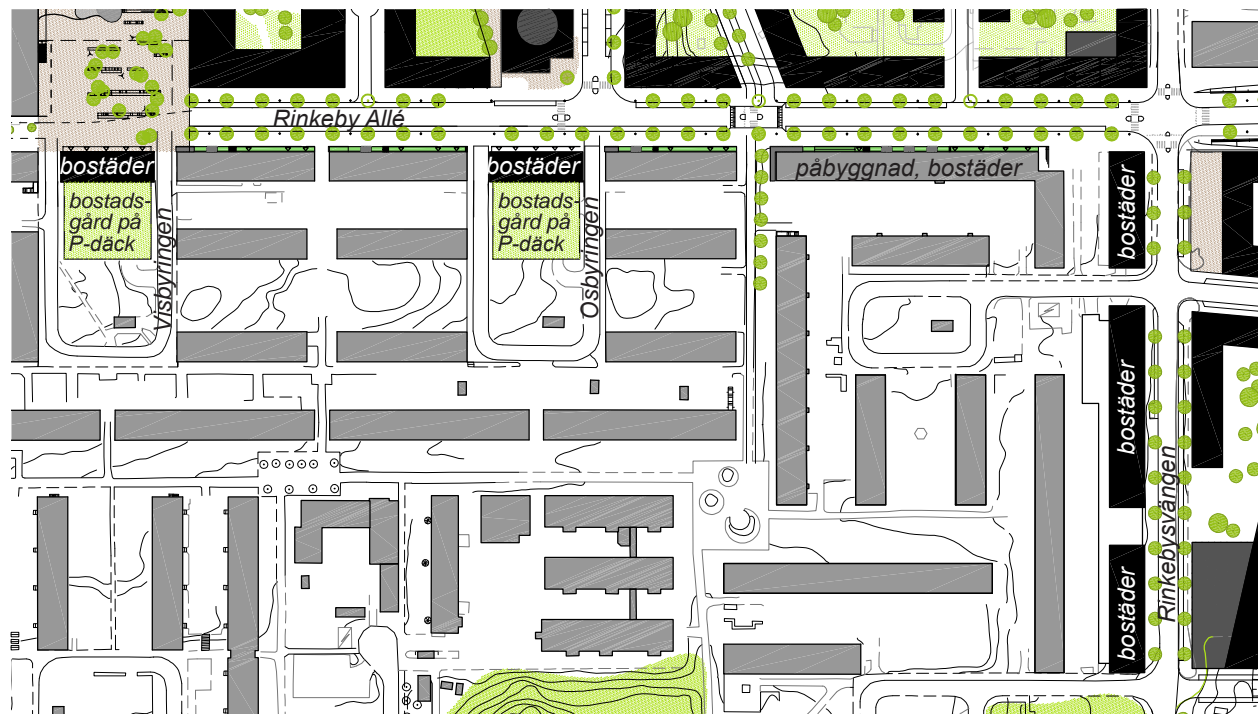 Rinkeby Allé
bostäder
bostäder
påbyggnad, bostäder
bostads-
gård på
P-däck
bostads-
gård på
P-däck
Visbyringen
Osbyringen
bostäder
bostäder
Rinkebysvängen
bostäder